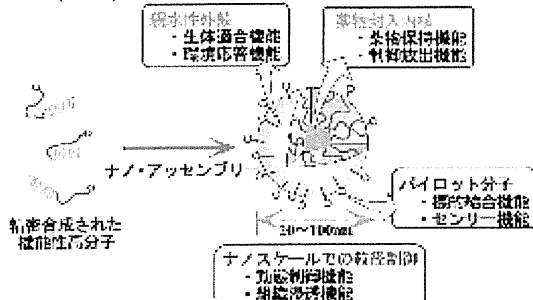 親水性外殻
・生体適合機能
・環境応答機能
薬物封入内核
・薬物保持機能
・制御放出機能
ナノ・アッセンブリ
精密合成された
機能性高分子
パイロット分子
・標的結合機能
・センサー機能
ナノスケールでの粒径制御
・動態制御機能
・組織浸透機能